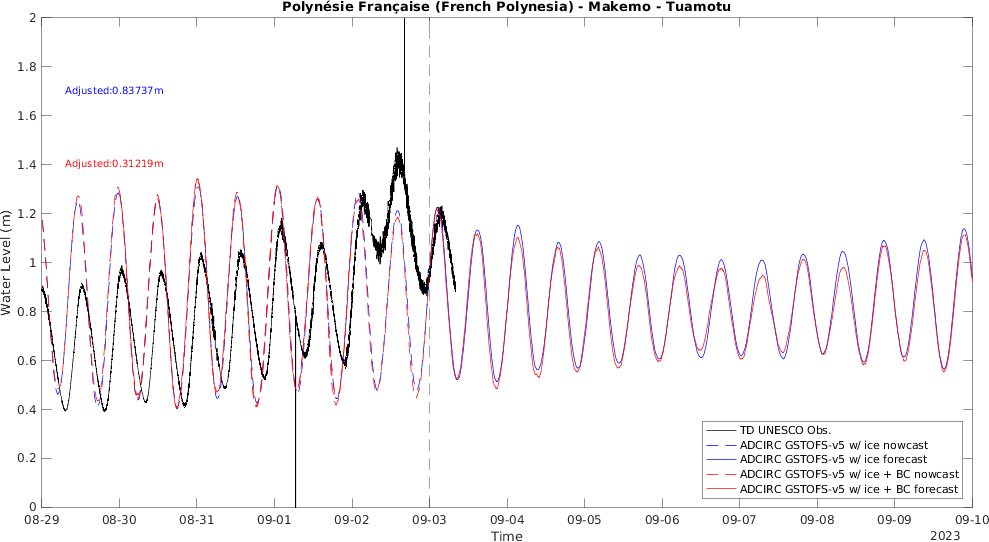 Polynésie Française (French Polynesia) - Makemo - Tuamotu
Water Level (m)
2
1.8
1.6
1.4
1.2
1
0.8
0.6
0.4
0.2
0
Adjusted:0.83737m
Adjusted:0.31219m
TD UNESCO Obs.
ADCIRC GSTOFS-v5 w/ ice nowcast
ADCIRC GSTOFS-v5 w/ ice forecast
ADCIRC GSTOFS-v5 w/ ice + BC nowcast
ADCIRC GSTOFS-v5 w/ ice + BC forecast
08-29 08-30 08-31 09-01 09-02 09-03 09-04 09-05 09-06 09-07 09-08 09-09 09-10
Time
2023